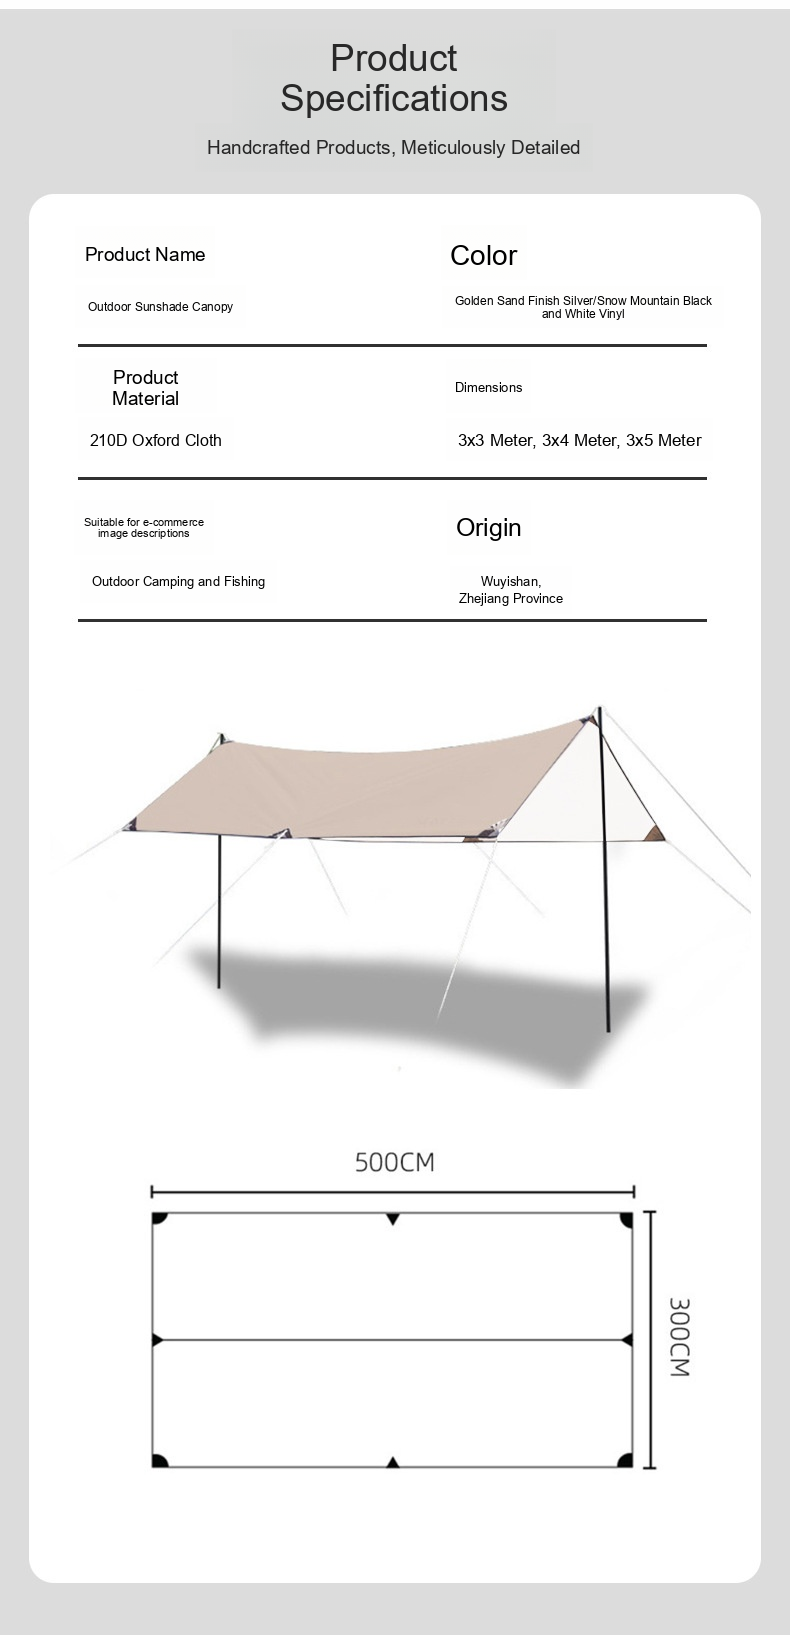 Product
Specifications
Handcrafted Products, Meticulously Detailed
Product Name
Color
Outdoor Sunshade Canopy
Golden Sand Finish Silver/Snow Mountain Black
and White Vinyl
Product
Material
Dimensions
210D Oxford Cloth
3x3 Meter, 3x4 Meter, 3x5 Meter
Suitable for e-commerce
image descriptions
Origin
Outdoor Camping and Fishing
Wuyishan,
Zhejiang Province
500CM
300CM